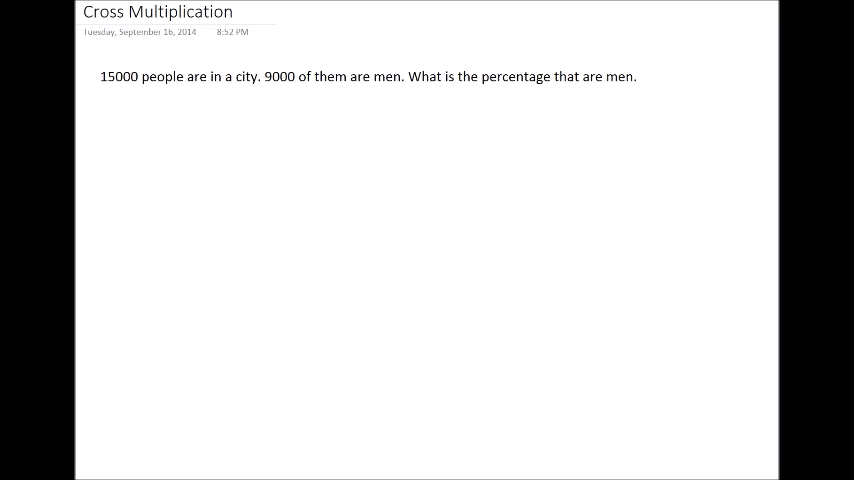 Cross Multiplication
Tuesday, September 16, 2014 8:52 PM
15000 people are in a city. 9000 of them are men. What is the percentage that are men.